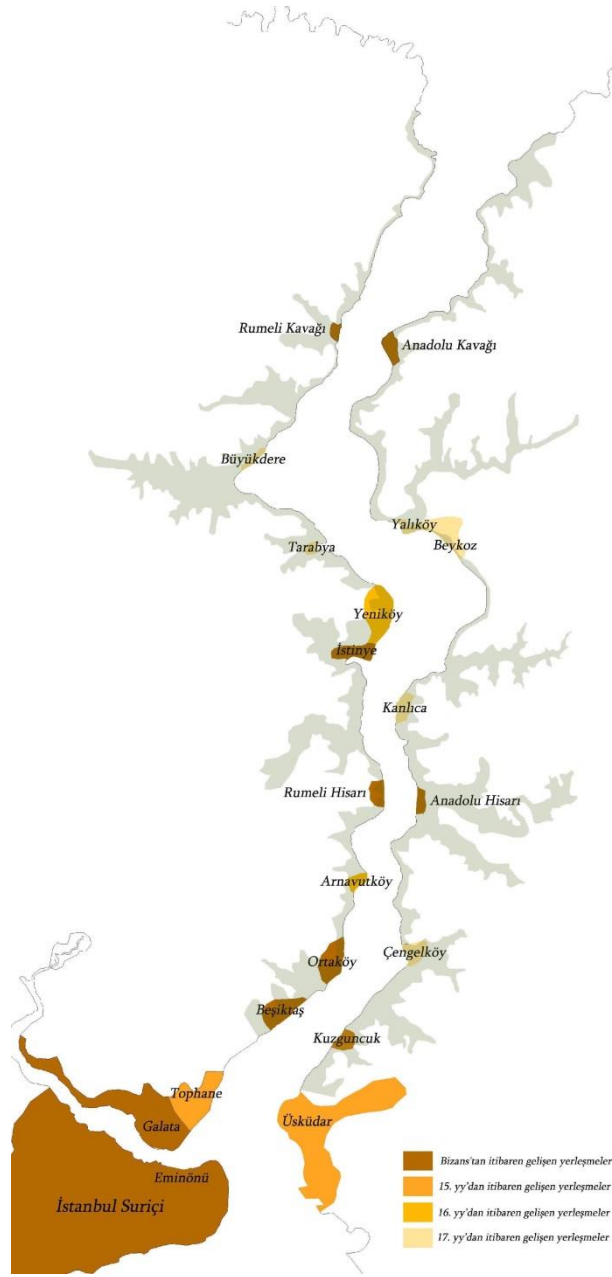 Rumeli Kavağı
Anadolu Kavağı
Büyükdere
Yalıköy
Beykoz
Tarabya
Yeniköy
İstinye
Kanlıca
Rumeli Hisarı
Anadolu Hisarı
Arnavutköy
Ortaköy
Çengelköy
Beşiktaş
Kuzguncuk
Tophane
Galata
Üsküdar
Eminönü
İstanbul Suriçi
Bizans'tan itibaren gelişen yerleşmeler
15. yy'dan itibaren gelişen yerleşmeler
16. yy'dan itibaren gelişen yerleşmeler
17. yy'dan itibaren gelişen yerleşmeler